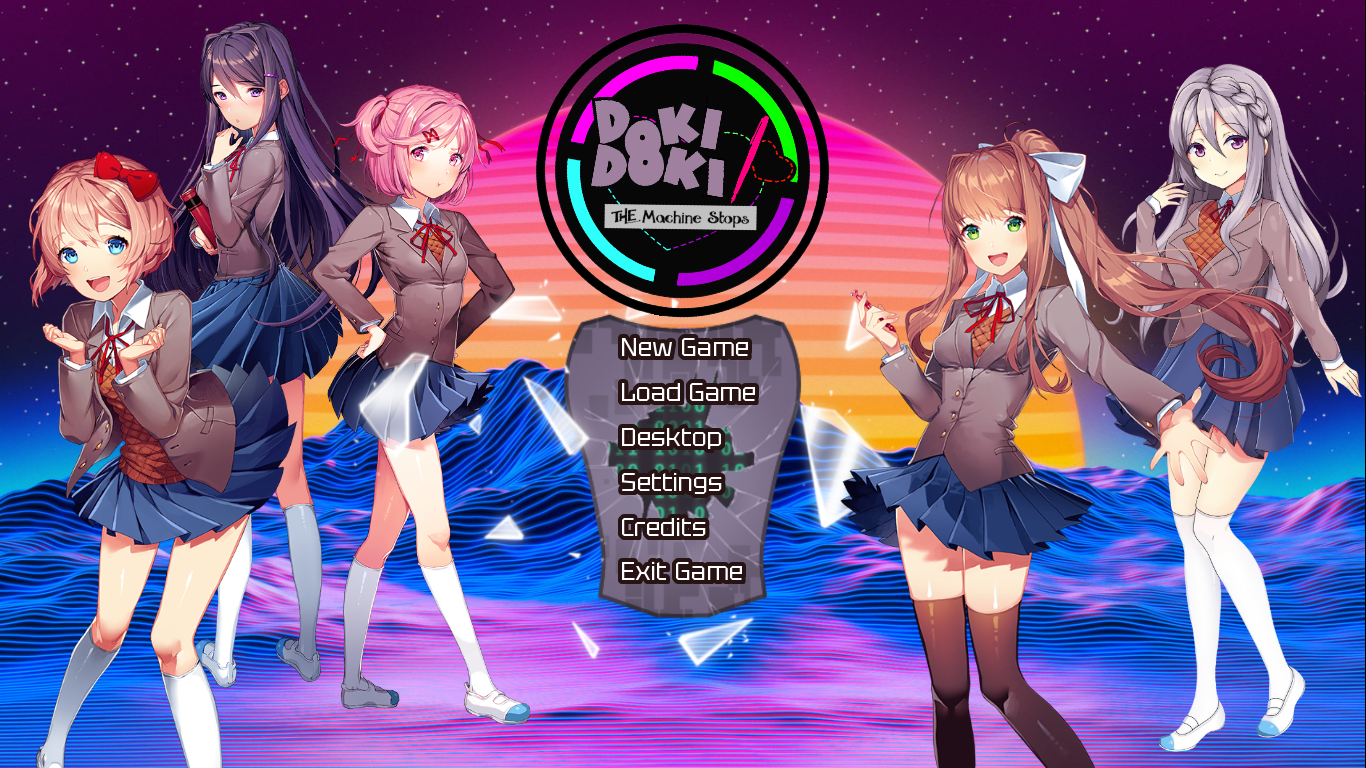 DOKI
DOKI
THE Machine Stops
New Game
Load Game
Desktop
Settings
Credits
Exit Game